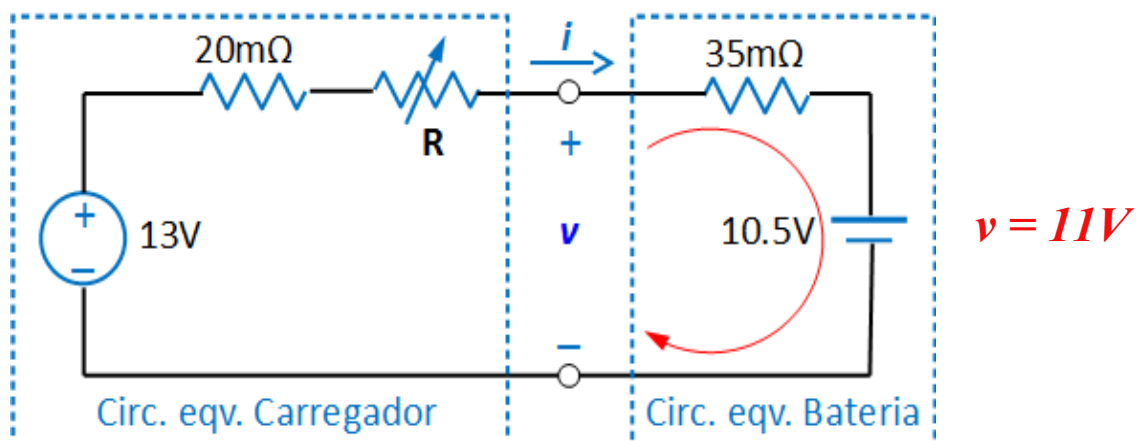 20mΩ
i
35mΩ
R
+
+
13V
v
10.5V
v = 11V
−
−
Circ. eqv. Carregador
Circ. eqv. Bateria